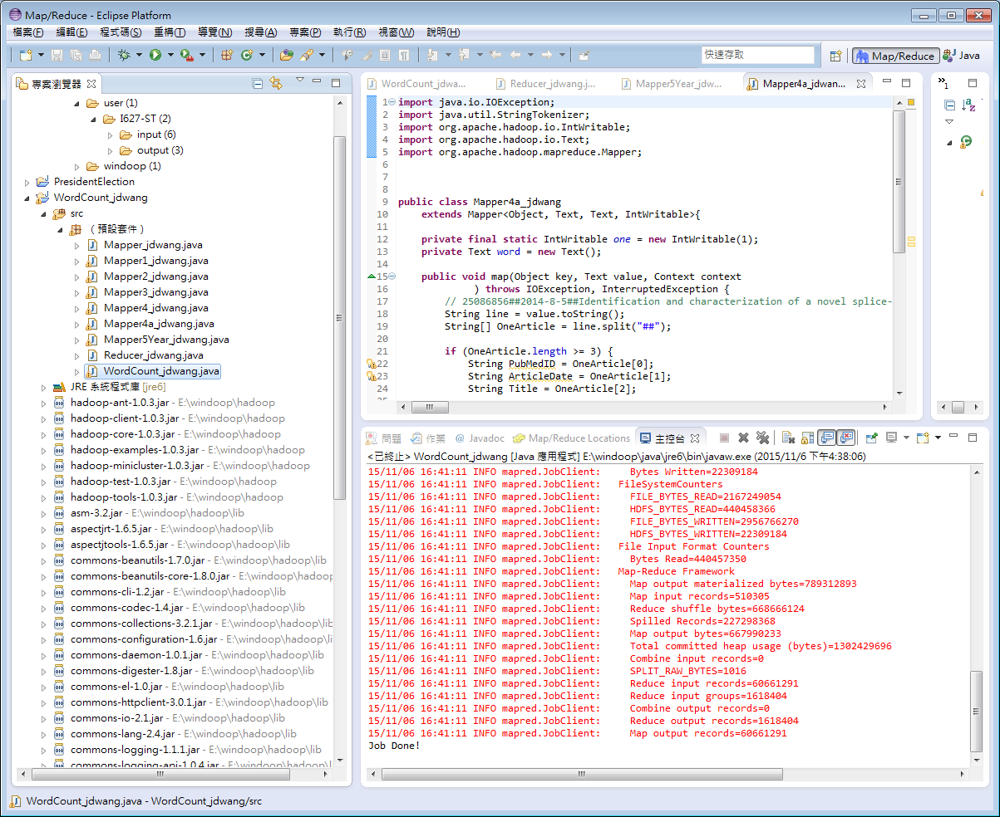 Map/Reduce - Eclipse Platform
檔案(F) 編輯(E) 程式碼(S) 重構(T) 導覽(N) 搜尋(A) 專案(P) 執行(R) 視窗(W) 說明(H)
快速存取 Map/Reduce Java
專案瀏覽器
user (1)
I627-ST (2)
input (6)
output (3)
windoop (1)
PresidentElection
WordCount_jdwang
src
(預設套件)
Mapper_jdwang.java
Mapper1_jdwang.java
Mapper2_jdwang.java
Mapper3_jdwang.java
Mapper4_jdwang.java
Mapper4a_jdwang.java
Mapper5Year_jdwang.java
Reducer_jdwang.java
WordCount_jdwang.java
JRE 系統程式庫 [jre6]
hadoop-ant-1.0.3.jar - E:\windoop\hadoop
hadoop-client-1.0.3.jar - E:\windoop\hadoop
hadoop-core-1.0.3.jar - E:\windoop\hadoop
hadoop-examples-1.0.3.jar - E:\windoop\hadoop
hadoop-minicluster-1.0.3.jar - E:\windoop\hadoop
hadoop-test-1.0.3.jar - E:\windoop\hadoop
hadoop-tools-1.0.3.jar - E:\windoop\hadoop
asm-3.2.jar - E:\windoop\hadoop\lib
aspectjrt-1.6.5.jar - E:\windoop\hadoop\lib
aspectjtools-1.6.5.jar - E:\windoop\hadoop\lib
commons-beanutils-1.7.0.jar - E:\windoop\hadoop\lib
commons-beanutils-core-1.8.0.jar - E:\windoop\hadoop
commons-cli-1.2.jar - E:\windoop\hadoop\lib
commons-codec-1.4.jar - E:\windoop\hadoop\lib
commons-collections-3.2.1.jar - E:\windoop\hadoop\lib
commons-configuration-1.6.jar - E:\windoop\hadoop\li
commons-daemon-1.0.1.jar - E:\windoop\hadoop\lib
commons-digester-1.8.jar - E:\windoop\hadoop\lib
commons-el-1.0.jar - E:\windoop\hadoop\lib
commons-httpclient-3.0.1.jar - E:\windoop\hadoop\lib
commons-io-2.1.jar - E:\windoop\hadoop\lib
commons-lang-2.4.jar - E:\windoop\hadoop\lib
commons-logging-1.1.1.jar - E:\windoop\hadoop\lib
commons-logging-api-1.0.4.jar - E:\windoop\hadoop\l
WordCount_jdwa... Reducer_jdwang.j... Mapper5Year_jdw... Mapper4a_jdwan... »1
1 import java.io.IOException;
2 import java.util.StringTokenizer;
3 import org.apache.hadoop.io.IntWritable;
4 import org.apache.hadoop.io.Text;
5 import org.apache.hadoop.mapreduce.Mapper;
6
7
8
9 public class Mapper4a_jdwang
10 extends Mapper<Object, Text, Text, IntWritable>{
11
12 private final static IntWritable one = new IntWritable(1);
13 private Text word = new Text();
14
15 public void map(Object key, Text value, Context context
16 ) throws IOException, InterruptedException {
17 // 25086856##2014-8-5##Identification and characterization of a novel splice-
18 String line = value.toString();
19 String[] OneArticle = line.split("##");
20
21 if (OneArticle.length >= 3) {
22 String PubMedID = OneArticle[0];
23 String ArticleDate = OneArticle[1];
24 String Title = OneArticle[2];
問題 作業 @ Javadoc Map/Reduce Locations 主控台
<已終止> WordCount_jdwang [Java 應用程式] E:\windoop\java\jre6\bin\javaw.exe (2015/11/6 下午4:38:06)
15/11/06 16:41:11 INFO mapred.JobClient: Bytes Written=22309184
15/11/06 16:41:11 INFO mapred.JobClient: FileSystemCounters
15/11/06 16:41:11 INFO mapred.JobClient: FILE_BYTES_READ=2167249054
15/11/06 16:41:11 INFO mapred.JobClient: HDFS_BYTES_READ=440458366
15/11/06 16:41:11 INFO mapred.JobClient: FILE_BYTES_WRITTEN=2956766270
15/11/06 16:41:11 INFO mapred.JobClient: HDFS_BYTES_WRITTEN=22309184
15/11/06 16:41:11 INFO mapred.JobClient: File Input Format Counters
15/11/06 16:41:11 INFO mapred.JobClient: Bytes Read=440457350
15/11/06 16:41:11 INFO mapred.JobClient: Map-Reduce Framework
15/11/06 16:41:11 INFO mapred.JobClient: Map output materialized bytes=789312893
15/11/06 16:41:11 INFO mapred.JobClient: Map input records=510305
15/11/06 16:41:11 INFO mapred.JobClient: Reduce shuffle bytes=668666124
15/11/06 16:41:11 INFO mapred.JobClient: Spilled Records=227298368
15/11/06 16:41:11 INFO mapred.JobClient: Map output bytes=667990233
15/11/06 16:41:11 INFO mapred.JobClient: Total committed heap usage (bytes)=1302429696
15/11/06 16:41:11 INFO mapred.JobClient: Combine input records=0
15/11/06 16:41:11 INFO mapred.JobClient: SPLIT_RAW_BYTES=1016
15/11/06 16:41:11 INFO mapred.JobClient: Reduce input records=60661291
15/11/06 16:41:11 INFO mapred.JobClient: Reduce input groups=1618404
15/11/06 16:41:11 INFO mapred.JobClient: Combine output records=0
15/11/06 16:41:11 INFO mapred.JobClient: Reduce output records=1618404
15/11/06 16:41:11 INFO mapred.JobClient: Map output records=60661291
Job Done!
WordCount_jdwang.java - WordCount_jdwang/src